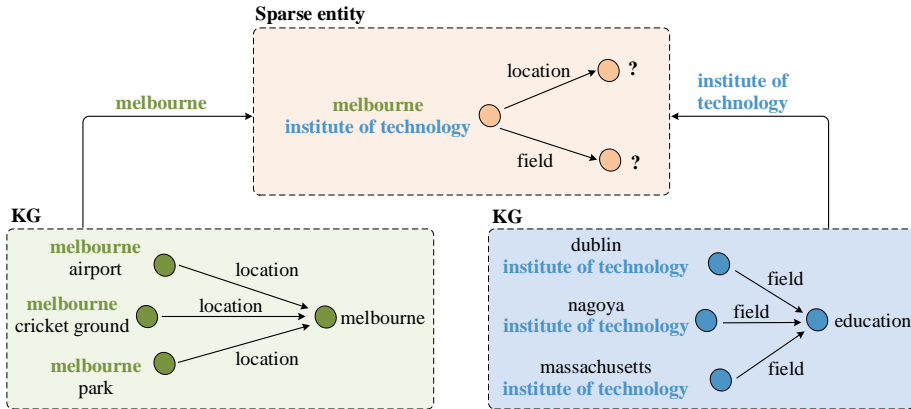 Sparse entity
location
?
melbourne
institute of technology
field
?
melbourne
institute of
technology
KG
melbourne
airport
location
melbourne
cricket ground
location
melbourne
melbourne
park
location
KG
dublin
institute of technology
field
nagoya
institute of technology
field
education
massachusetts
institute of technology
field